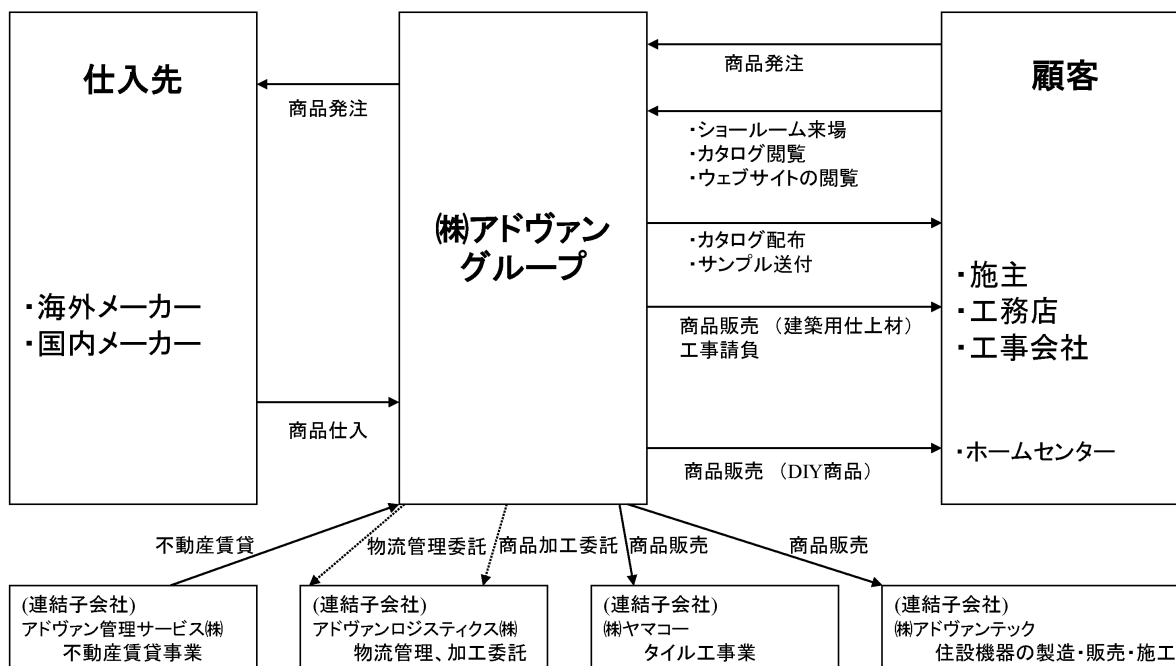 仕入先
・海外メーカー
・国内メーカー
商品発注
商品仕入
㈱アドヴァン
グループ
商品発注
・ショールーム来場
・カタログ閲覧
・ウェブサイトの閲覧
・カタログ配布
・サンプル送付
商品販売 （建築用仕上材）
工事請負
商品販売 （DIY商品）
顧客
・施主
・工務店
・工事会社
・ホームセンター
不動産賃貸
物流管理委託
商品加工委託
商品販売
商品販売
(連結子会社)
アドヴァン管理サービス㈱
不動産賃貸事業
(連結子会社)
アドヴァンロジスティクス㈱
物流管理、加工委託
(連結子会社)
㈱ヤマコー
タイル工事業
(連結子会社)
㈱アドヴァンテック
住設機器の製造・販売・施工